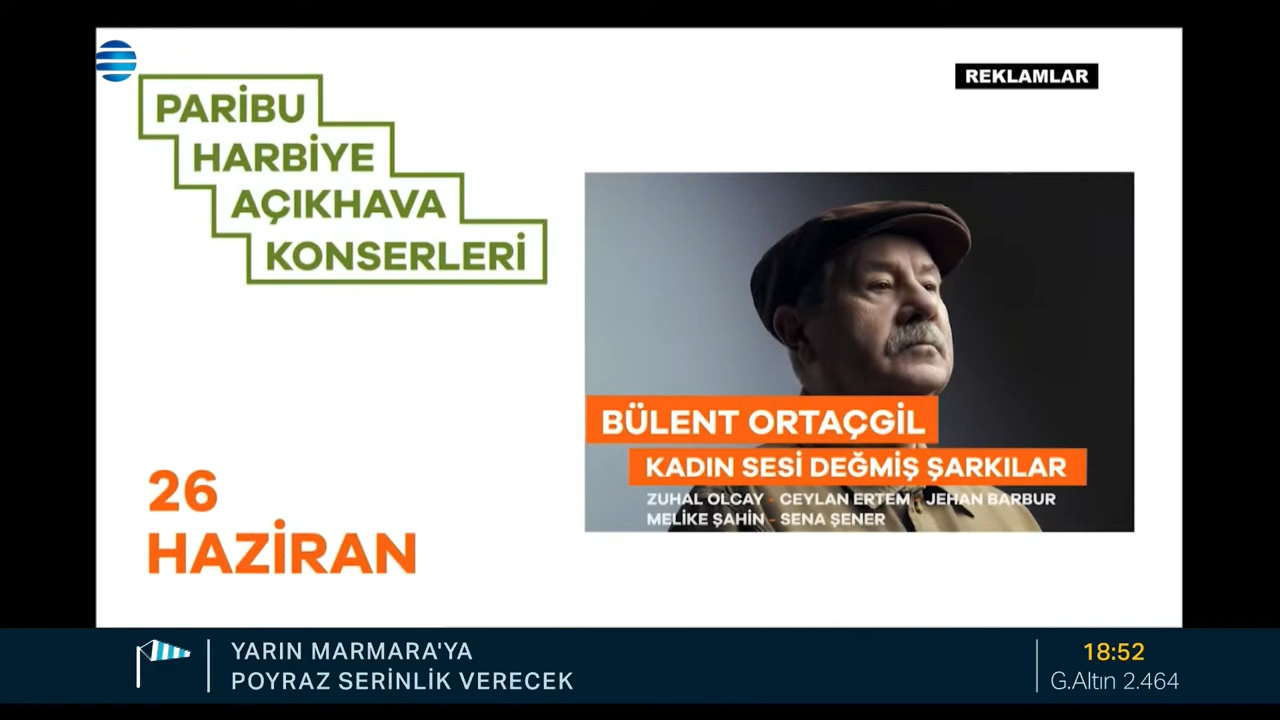 REKLAMLAR
PARİBU
HARBİYE
AÇIKHAVA
KONSERLERİ
BÜLENT ORTAÇGİL
KADIN SESİ DEĞMİŞ ŞARKILAR
ZUHAL OLCAY - CEYLAN ERTEM - JEHAN BARBUR
MELİKE ŞAHİN - SENA ŞENER
26
HAZİRAN
YARIN MARMARA'YA
POYRAZ SERİNLİK VERECEK
18:52
G.Altın 2.464